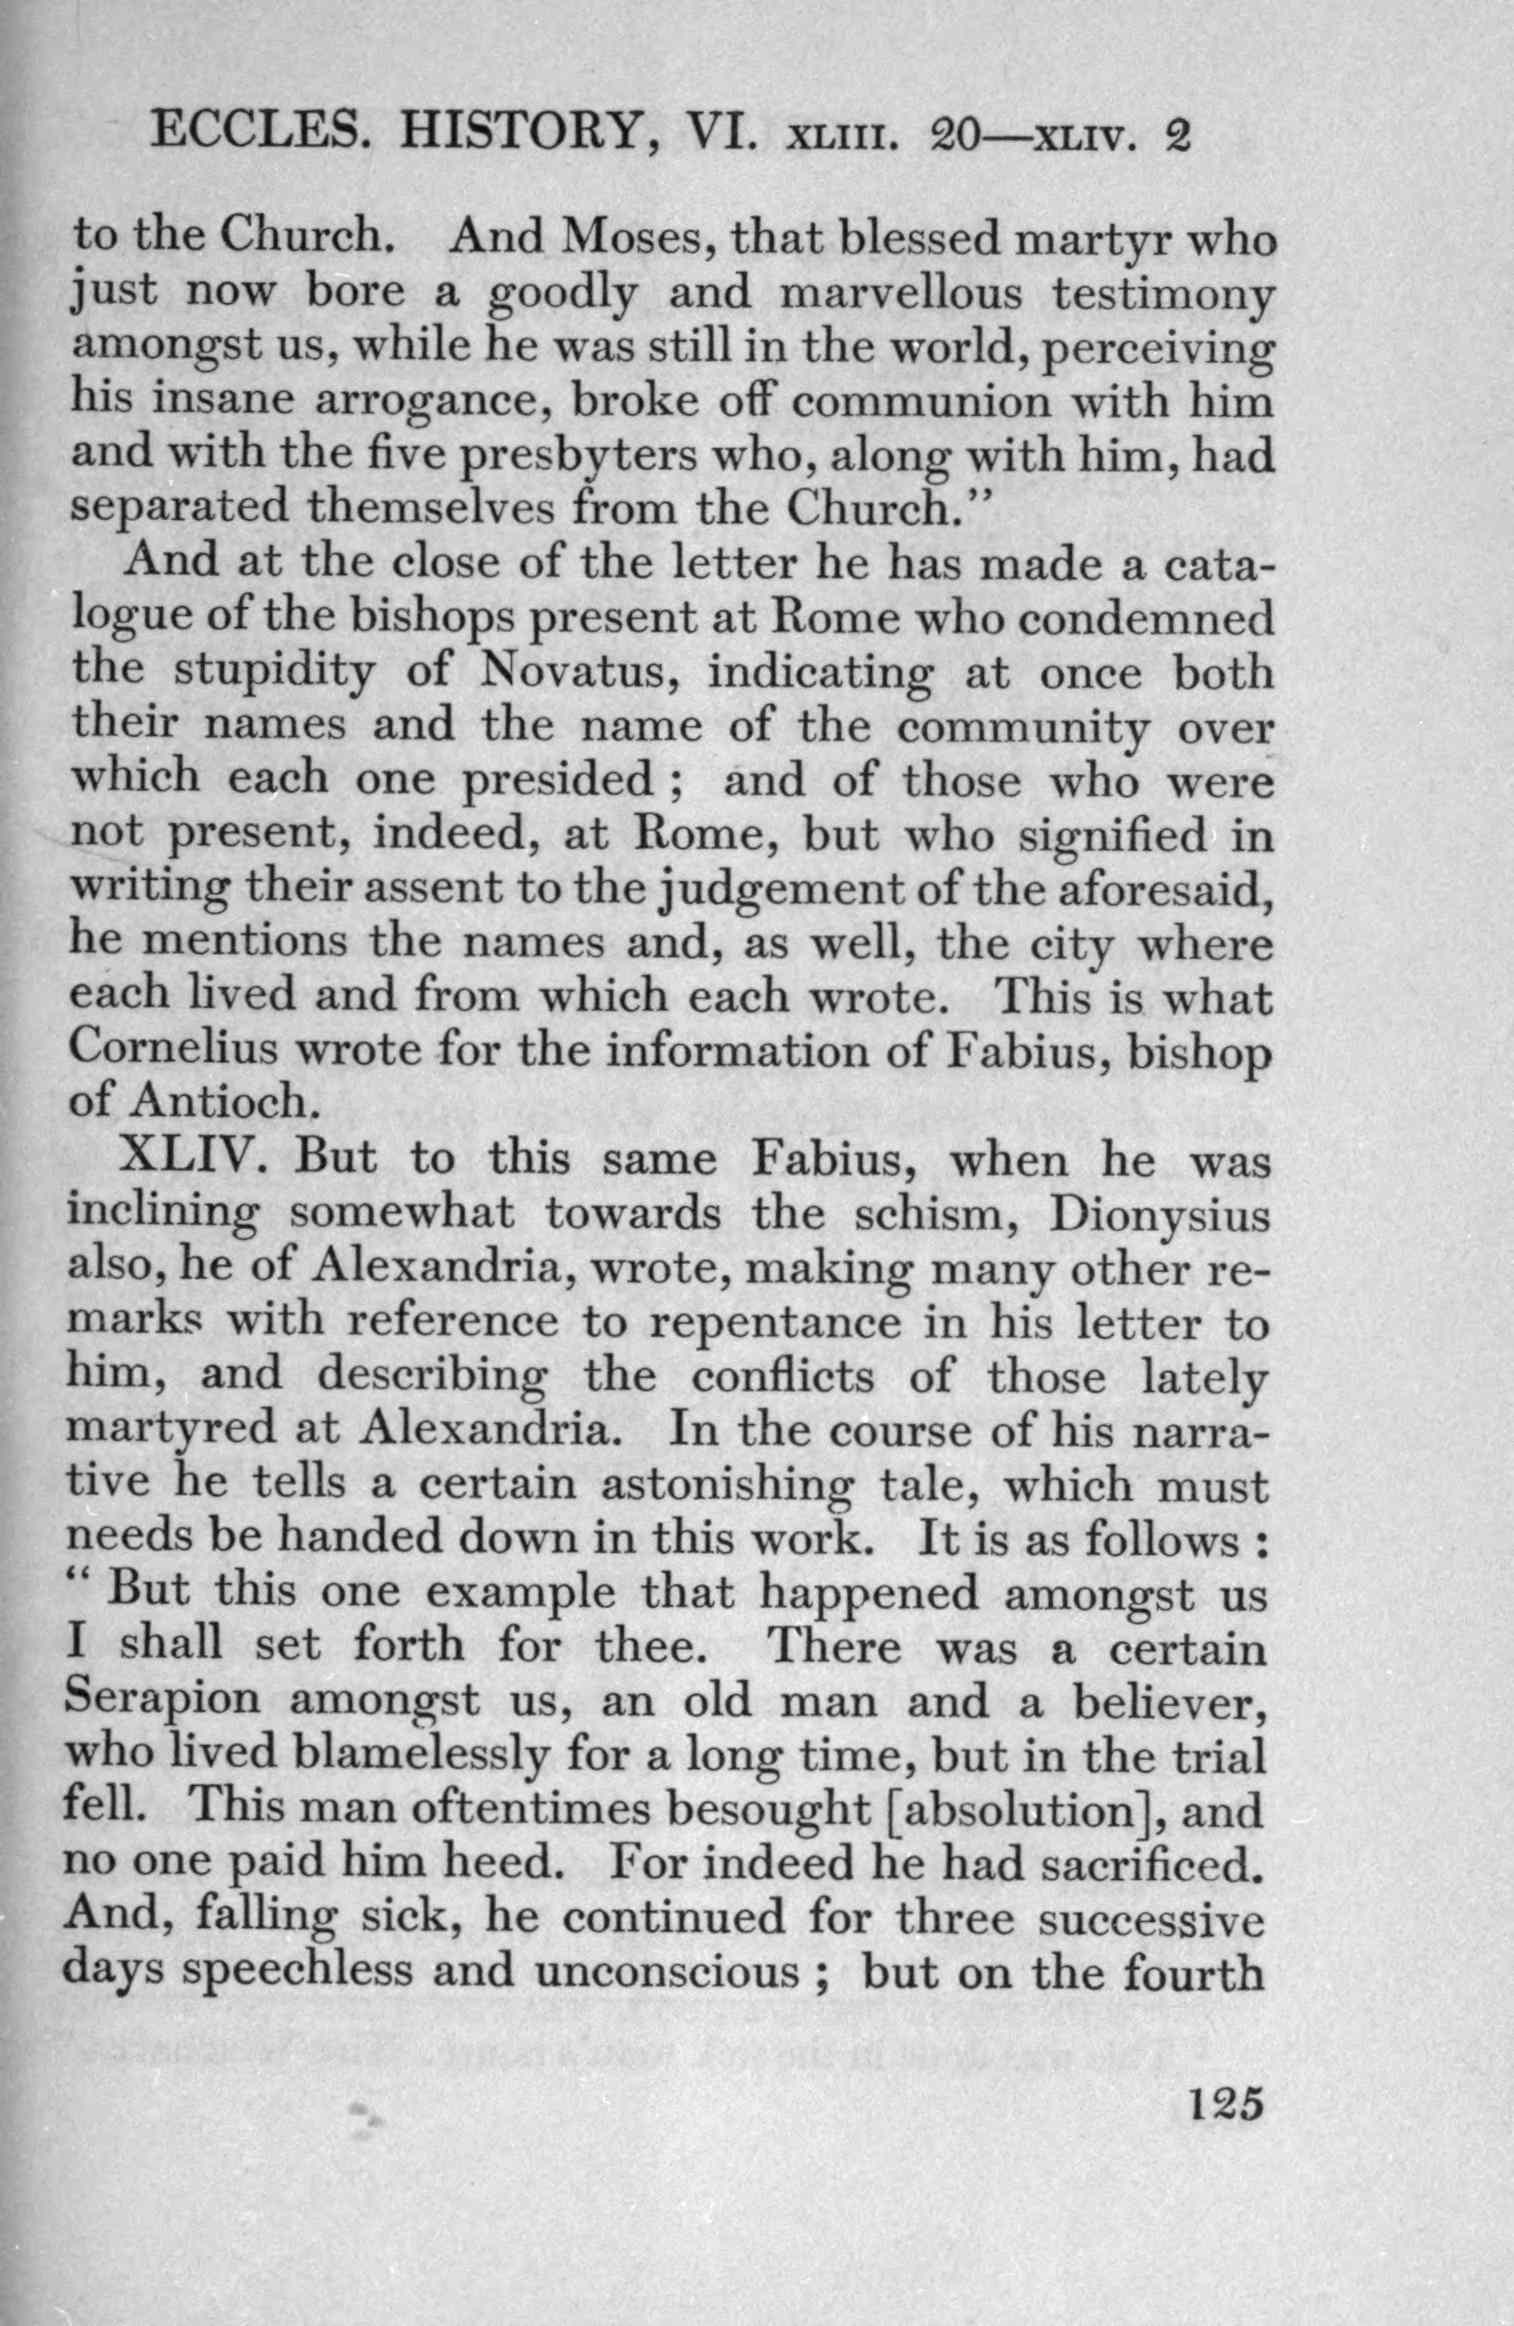 ECCLES. HISTORY, VI. XLIII. 20—XLIV. 2
to the Church. And Moses, that blessed martyr who
just now bore a goodly and marvellous testimony
amongst us, while he was still in the world, perceiving
his insane arrogance, broke off communion with him
and with the five presbyters who, along with him, had
separated themselves from the Church.”
And at the close of the letter he has made a cata-
logue of the bishops present at Rome who condemned
the stupidity of Novatus, indicating at once both
their names and the name of the community over
which each one presided ; and of those who were
not present, indeed, at Rome, but who signified in
writing their assent to the judgement of the aforesaid,
he mentions the names and, as well, the city where
each lived and from which each wrote. This is what
Cornelius wrote for the information of Fabius, bishop
of Antioch.
XLIV. But to this same Fabius, when he was
inclining somewhat towards the schism, Dionysius
also, he of Alexandria, wrote, making many other re-
marks with reference to repentance in his letter to
him, and describing the conflicts of those lately
martyred at Alexandria. In the course of his narra-
tive he tells a certain astonishing tale, which must
needs be handed down in this work. It is as follows :
“ But this one example that happened amongst us
I shall set forth for thee. There was a certain
Serapion amongst us, an old man and a believer,
who lived blamelessly for a long time, but in the trial
fell. This man oftentimes besought [absolution], and
no one paid him heed. For indeed he had sacrificed.
And, falling sick, he continued for three successive
days speechless and unconscious ; but on the fourth
125